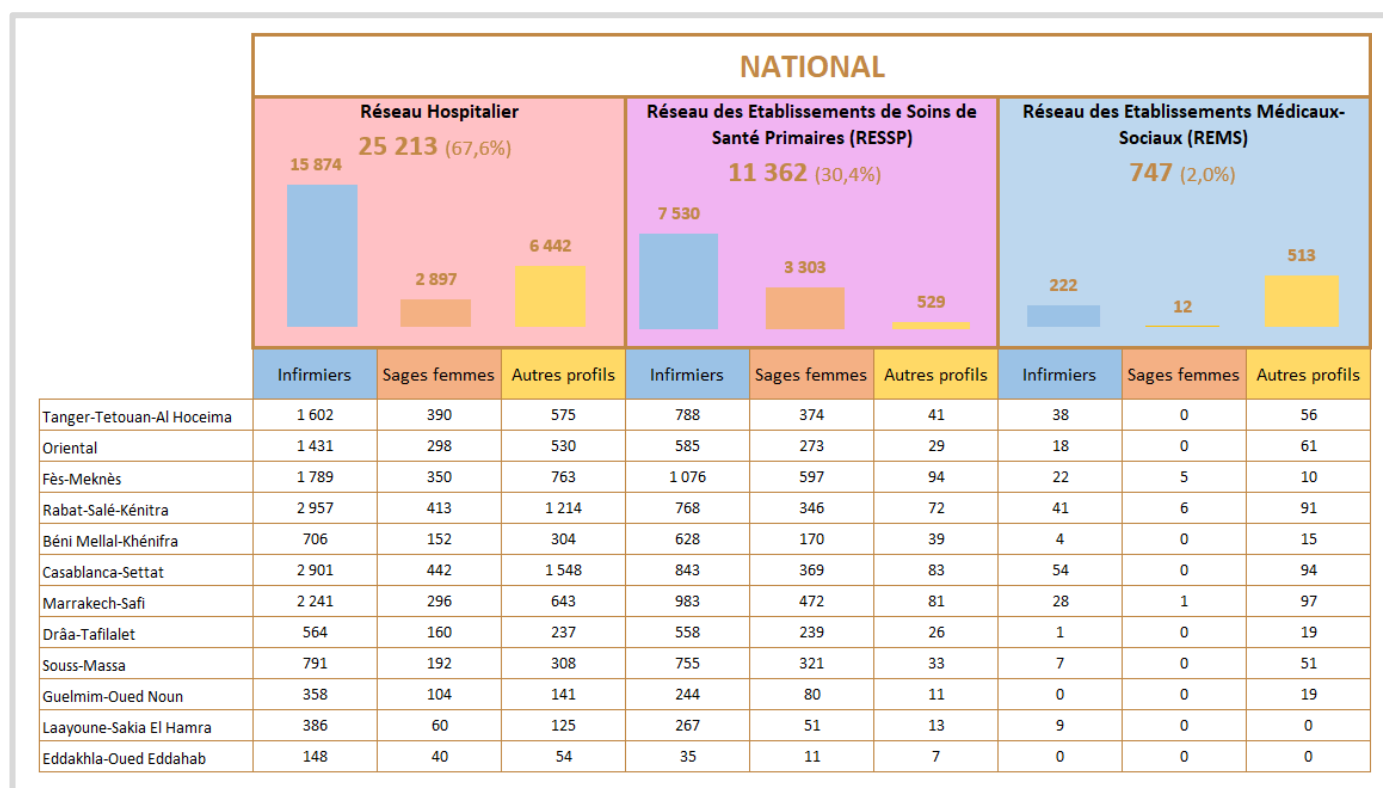 NATIONAL
Réseau Hospitalier
25 213 (67,6%)
15 874
2 897
6 442
Réseau des Etablissements de Soins de
Santé Primaires (RESSP)
11 362 (30,4%)
7 530
3 303
529
Réseau des Etablissements Médicaux-
Sociaux (REMS)
747 (2,0%)
222
12
513
Infirmiers Sages femmes Autres profils Infirmiers Sages femmes Autres profils Infirmiers Sages femmes Autres profils
Tanger-Tetouan-Al Hoceima 1 602 390 575 788 374 41 38 0 56
Oriental 1 431 298 530 585 273 29 18 0 61
Fès-Meknès 1 789 350 763 1 076 597 94 22 5 10
Rabat-Salé-Kénitra 2 957 413 1 214 768 346 72 41 6 91
Béni Mellal-Khénifra 706 152 304 628 170 39 4 0 15
Casablanca-Settat 2 901 442 1 548 843 369 83 54 0 94
Marrakech-Safi 2 241 296 643 983 472 81 28 1 97
Drâa-Tafilalet 564 160 237 558 239 26 1 0 19
Souss-Massa 791 192 308 755 321 33 7 0 51
Guelmim-Oued Noun 358 104 141 244 80 11 0 0 19
Laayoune-Sakia El Hamra 386 60 125 267 51 13 9 0 0
Eddakhla-Oued Eddahab 148 40 54 35 11 7 0 0 0